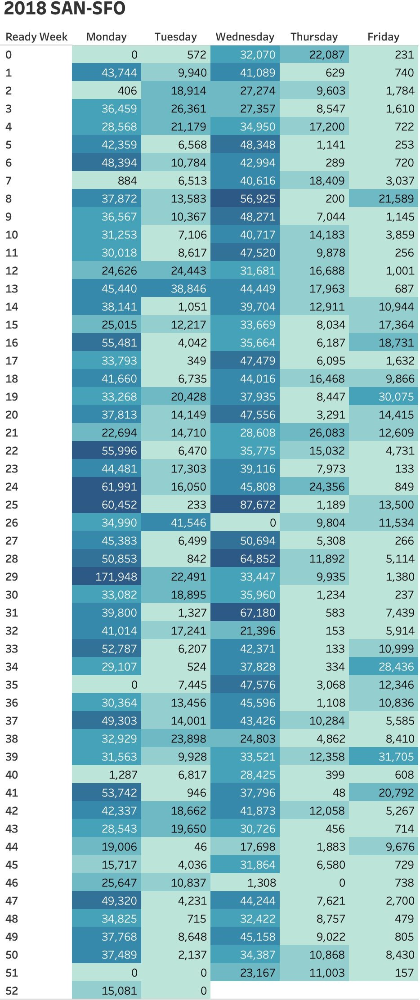 2018 SAN-SFO
Ready Week Monday Tuesday Wednesday Thursday Friday
0 0 572 32,070 22,087 231
1 43,744 9,940 41,089 629 740
2 406 18,914 27,274 9,603 1,784
3 36,459 26,361 27,357 8,547 1,610
4 28,568 21,179 34,950 17,200 722
5 42,359 6,568 48,348 1,141 253
6 48,394 10,784 42,994 289 720
7 884 6,513 40,616 18,409 3,037
8 37,872 13,583 56,925 200 21,589
9 36,567 10,367 48,271 7,044 1,145
10 31,253 7,106 40,717 14,183 3,859
11 30,018 8,617 47,520 9,878 256
12 24,626 24,443 31,681 16,688 1,001
13 45,440 38,846 44,449 17,963 687
14 38,141 1,051 39,704 12,911 10,944
15 25,015 12,217 33,669 8,034 17,364
16 55,481 4,042 35,664 6,187 18,731
17 33,793 349 47,479 6,095 1,632
18 41,660 6,735 44,016 16,468 9,866
19 33,268 20,428 37,935 8,447 30,075
20 37,813 14,149 47,556 3,291 14,415
21 22,694 14,710 28,608 26,083 12,609
22 55,996 6,470 35,775 15,032 4,731
23 44,481 17,303 39,116 7,973 133
24 61,991 16,050 45,808 24,356 849
25 60,452 233 87,672 1,189 13,500
26 34,990 41,546 0 9,804 11,534
27 45,383 6,499 50,694 5,308 266
28 50,853 842 64,852 11,892 5,114
29 171,948 22,491 33,447 9,935 1,380
30 33,082 18,895 35,960 1,234 237
31 39,800 1,327 67,180 583 7,439
32 41,014 17,241 21,396 153 5,914
33 52,787 6,207 42,371 133 10,999
34 29,107 524 37,828 334 28,436
35 0 7,445 47,576 3,068 12,346
36 30,364 13,456 45,596 1,108 10,836
37 49,303 14,001 43,426 10,284 5,585
38 32,929 23,898 24,803 4,862 8,410
39 31,563 9,928 33,521 12,358 31,705
40 1,287 6,817 28,425 399 608
41 53,742 946 37,796 48 20,792
42 42,337 18,662 41,873 12,058 5,267
43 28,543 19,650 30,726 456 714
44 19,006 46 17,698 1,883 9,676
45 15,717 4,036 31,864 6,580 729
46 25,647 10,837 1,308 0 738
47 49,320 4,231 44,244 7,621 2,700
48 34,825 715 32,422 8,757 479
49 37,768 8,648 45,158 9,022 805
50 37,489 2,137 34,387 10,868 8,430
51 0 0 23,167 11,003 157
52 15,081 0